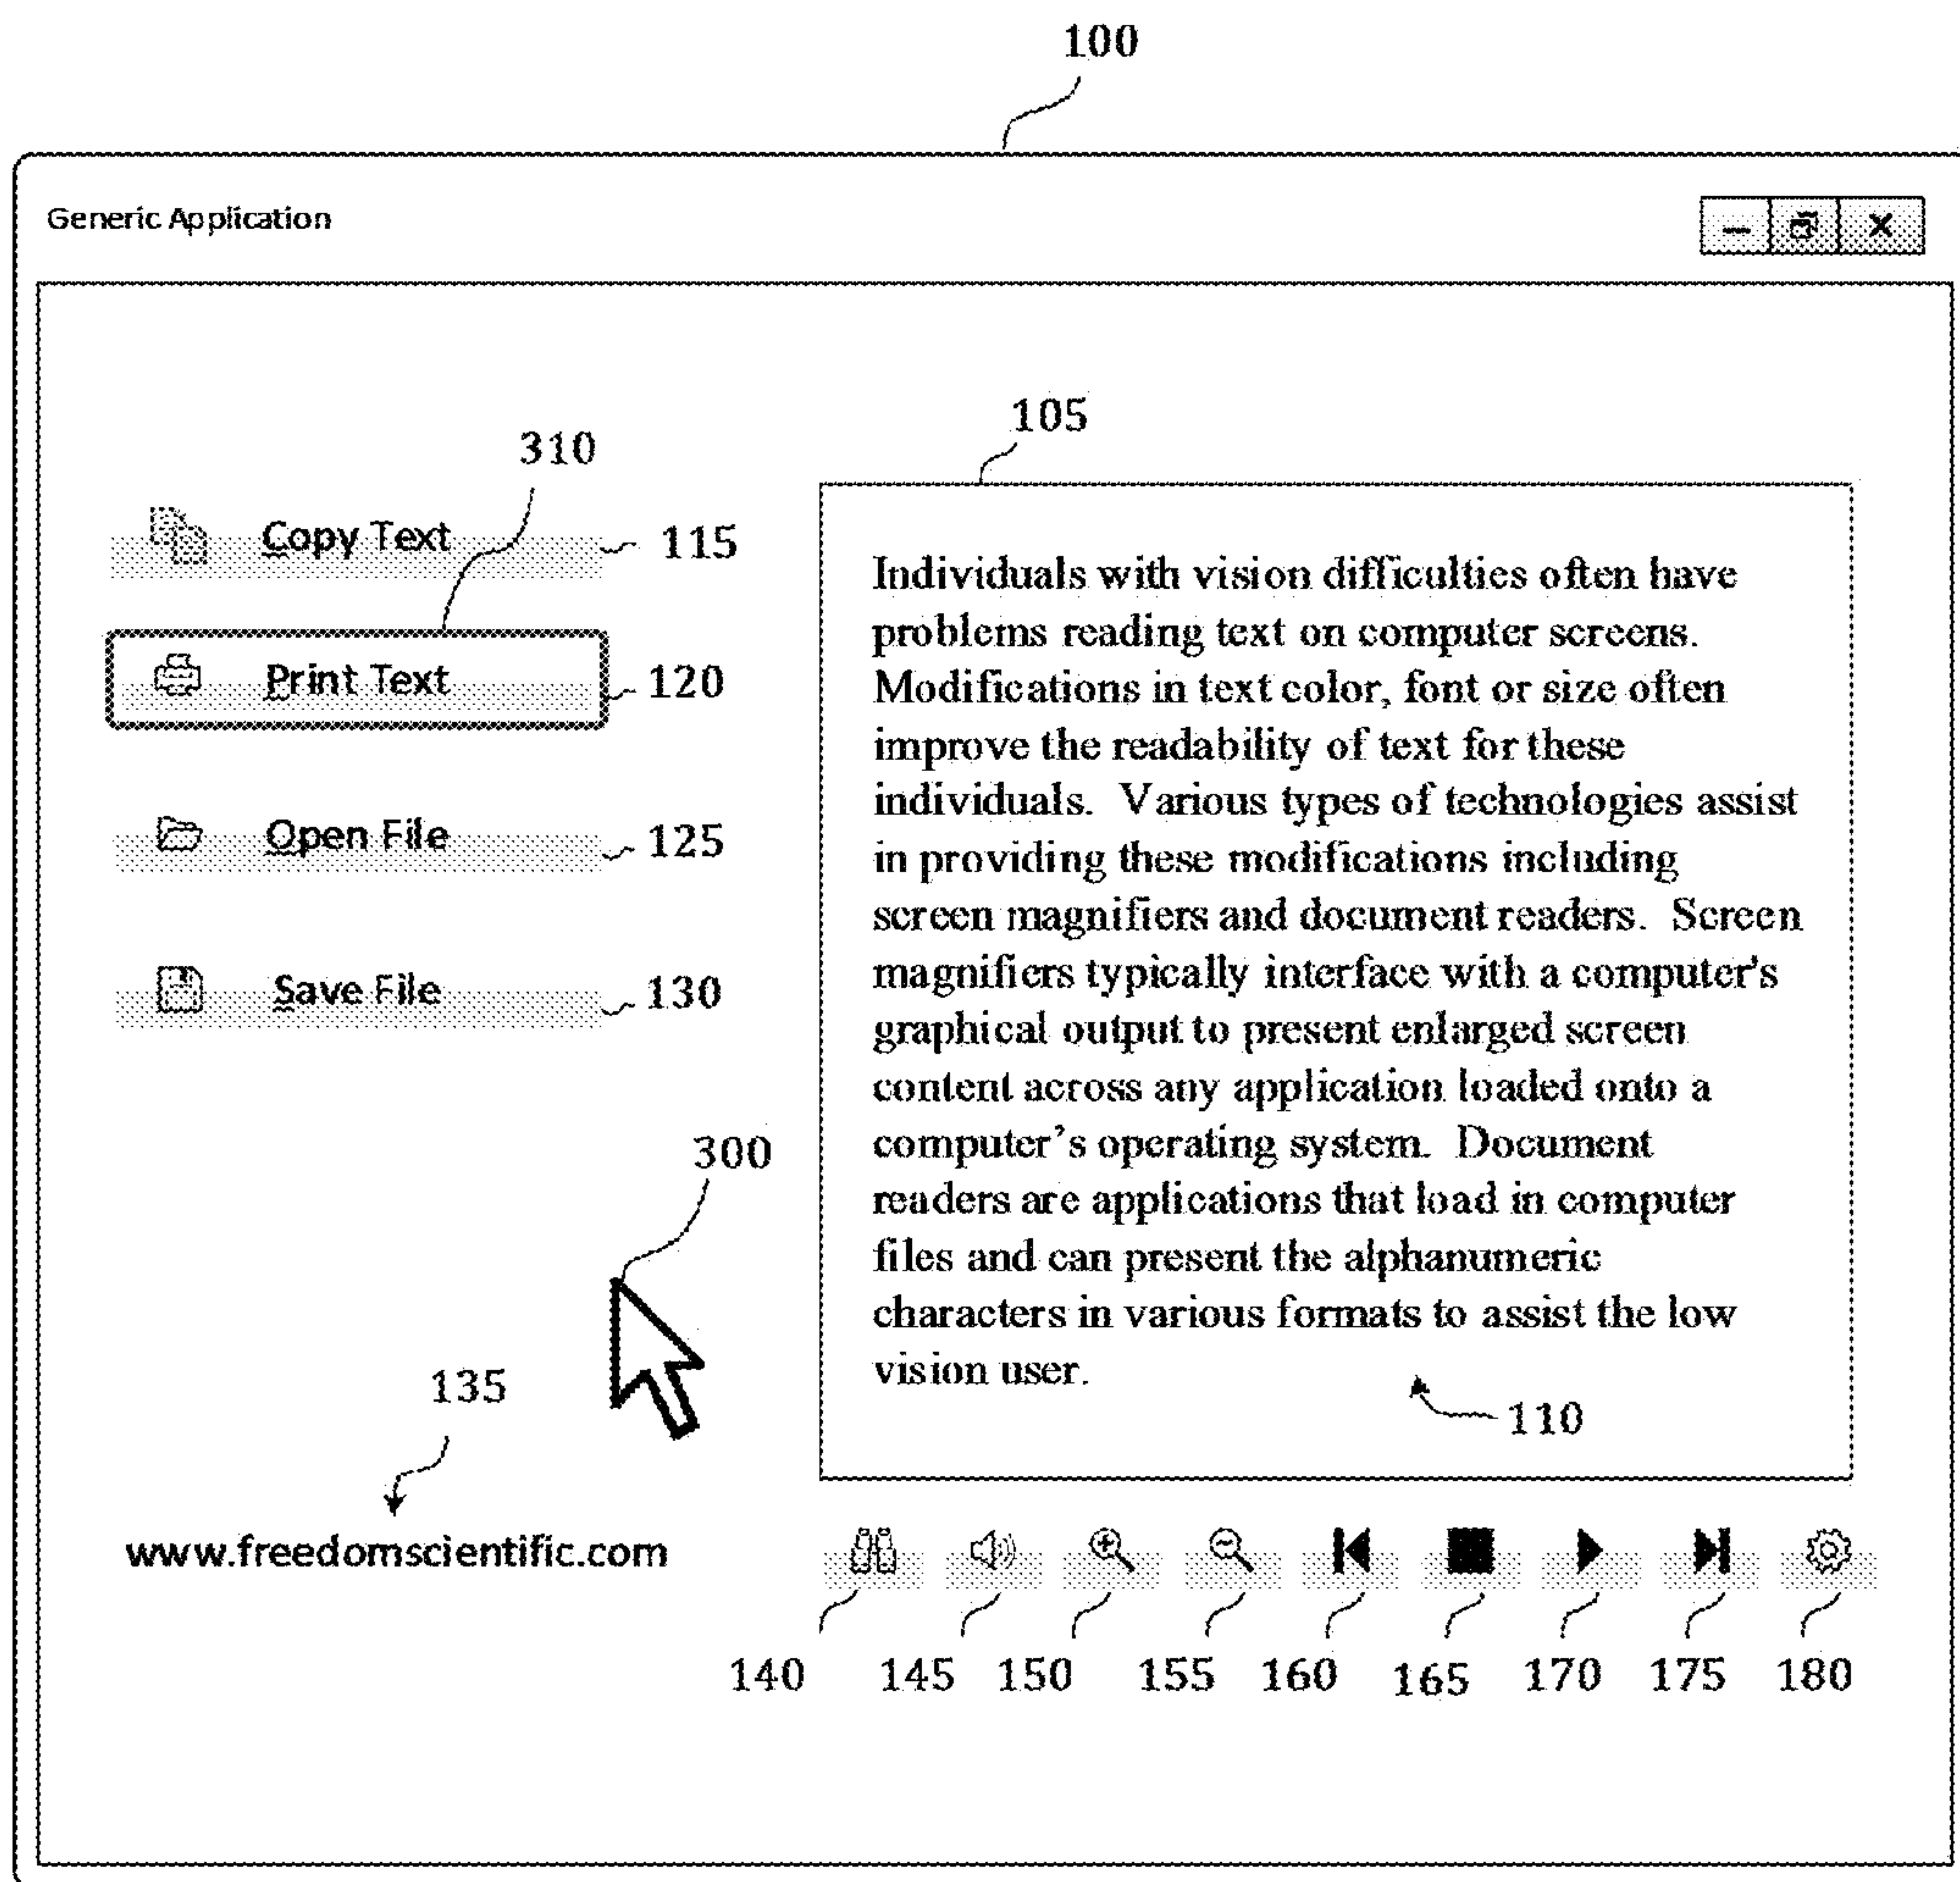 100
Generic Application
105
310
Copy Text 115
Print Text 120
Open File 125
Save File 130
Individuals with vision difficulties often have
problems reading text on computer screens.
Modifications in text color, font or size often
improve the readability of text for these
individuals.  Various types of technologies assist
in providing these modifications including
screen magnifiers and document readers.  Screen
magnifiers typically interface with a computer's
graphical output to present enlarged screen
content across any application loaded onto a
computer’s operating system.  Document
readers are applications that load in computer
files and can present the alphanumeric
characters in various formats to assist the low
vision user.
110
300
135
www.freedomscientific.com
140 145 150 155 160 165 170 175 180